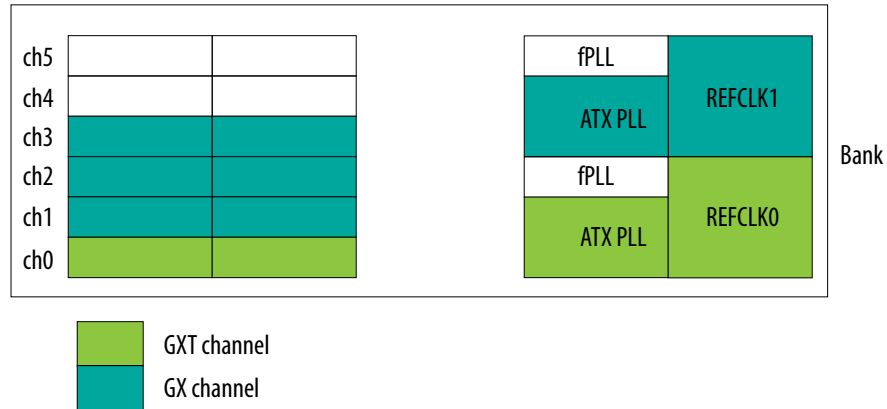 ch5
ch4
ch3
ch2
ch1
ch0
fPLL
ATX PLL
REFCLK1
fPLL
ATX PLL
REFCLK0
Bank
GXT channel
GX channel